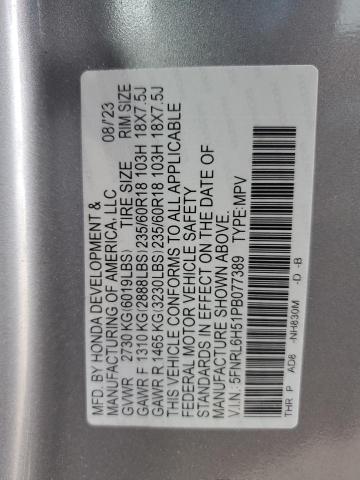 MFD. BY HONDA DEVELOPMENT & 08/'23
MANUFACTURING OF AMERICA, LLC
GVWR 2730 KG (6019LBS) TIRE SIZE RIM SIZE
GAWR F 1310 KG (2888LBS) 235/60R18 103H 18X7.5J
GAWR R 1465 KG (3230LBS) 235/60R18 103H 18X7.5J
THIS VEHICLE CONFORMS TO ALL APPLICABLE
FEDERAL MOTOR VEHICLE SAFETY
STANDARDS IN EFFECT ON THE DATE OF
MANUFACTURE SHOWN ABOVE.
V.I.N.: 5FNRL6H51PB077389 TYPE: MPV
THR P AD8 -NH830M -D -B